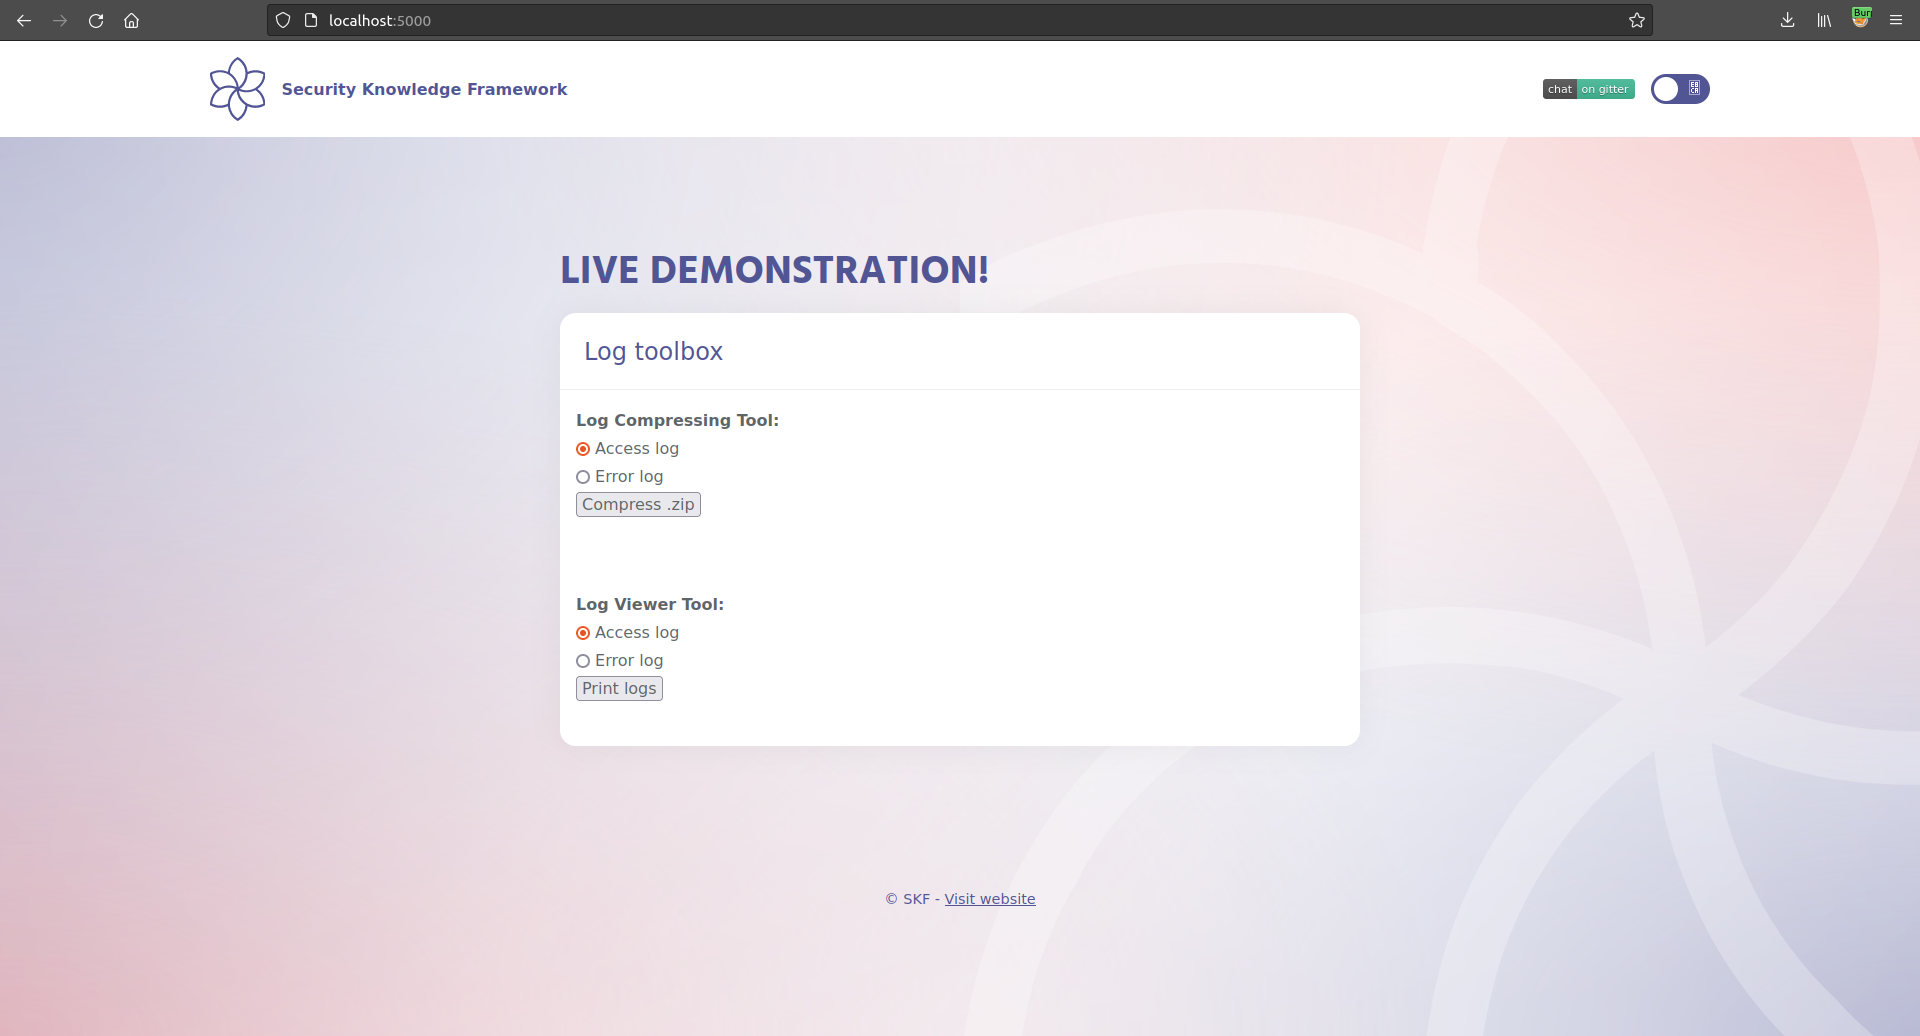 localhost:5000
Security Knowledge Framework
chat on gitter
LIVE DEMONSTRATION!
Log toolbox
Log Compressing Tool:
Access log
Error log
Compress .zip
Log Viewer Tool:
Access log
Error log
Print logs
© SKF - Visit website